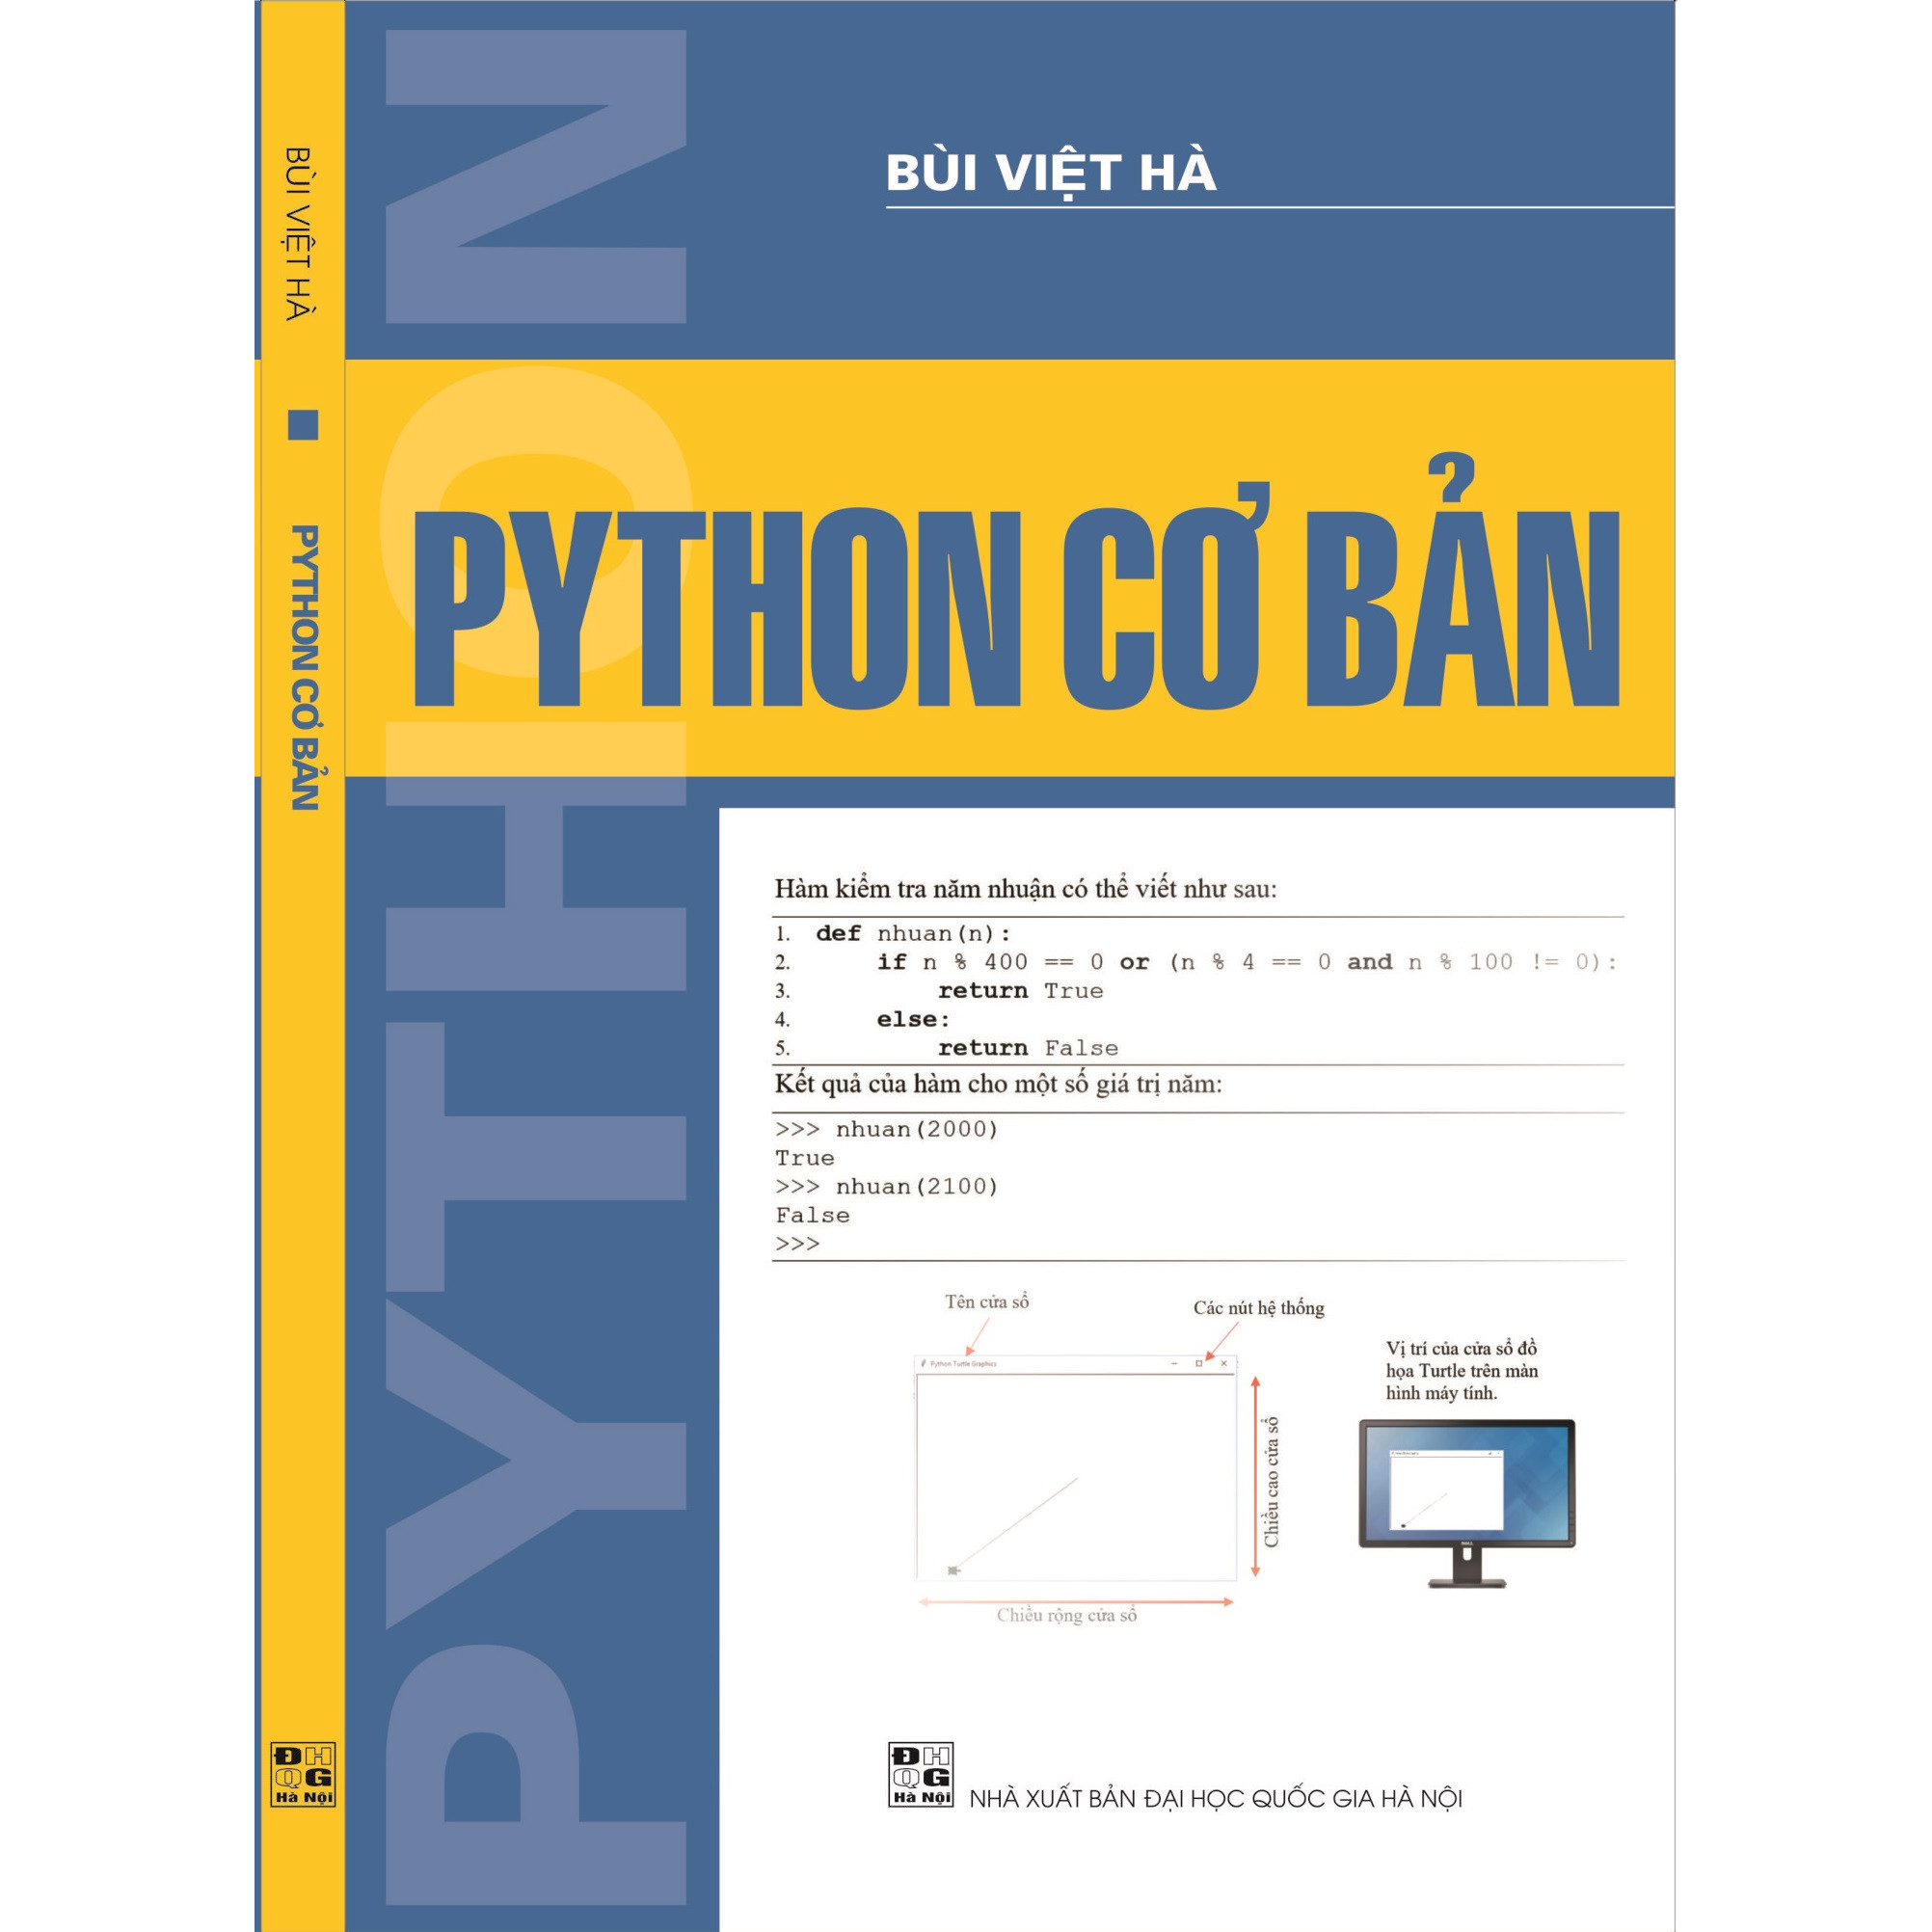 BÙI VIỆT HÀ
PYTHON CƠ BẢN
ĐH
QG
Hà Nội
PYTHON
BÙI VIỆT HÀ
PYTHON CƠ BẢN
Hàm kiểm tra năm nhuận có thể viết như sau:
1. def nhuan(n):
2. if n % 400 == 0 or (n % 4 == 0 and n % 100 != 0):
3. return True
4. else:
5. return False
Kết quả của hàm cho một số giá trị năm:
>>> nhuan(2000)
True
>>> nhuan(2100)
False
>>>
Tên cửa sổ
Các nút hệ thống
Python Turtle Graphics
Chiều cao cửa sổ
Chiều rộng cửa sổ
Vị trí của cửa sổ đồ
họa Turtle trên màn
hình máy tính.
DELL
ĐH
QG
Hà Nội
NHÀ XUẤT BẢN ĐẠI HỌC QUỐC GIA HÀ NỘI